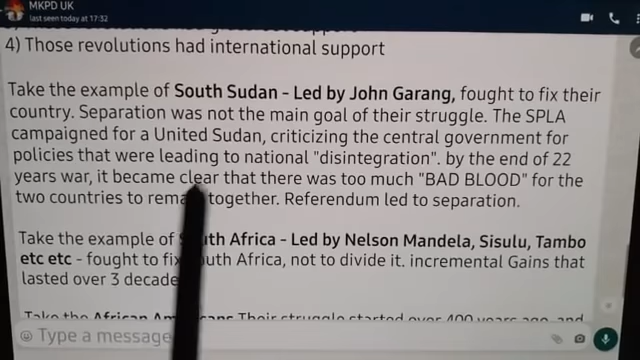 MKPD UK
last seen today at 17:32
4) Those revolutions had international support
Take the example of South Sudan - Led by John Garang, fought to fix their
country. Separation was not the main goal of their struggle. The SPLA
campaigned for a United Sudan, criticizing the central government for
policies that were leading to national "disintegration". by the end of 22
years war, it became clear that there was too much "BAD BLOOD" for the
two countries to together. Referendum led to separation.
Take the example of Africa - Led by Nelson Mandela, Sisulu, Tambo
etc etc - fought to fix Africa, not to divide it. incremental Gains that
lasted over 3
Take the African Americans Their struggle started over 400 years ago, and
Type a message